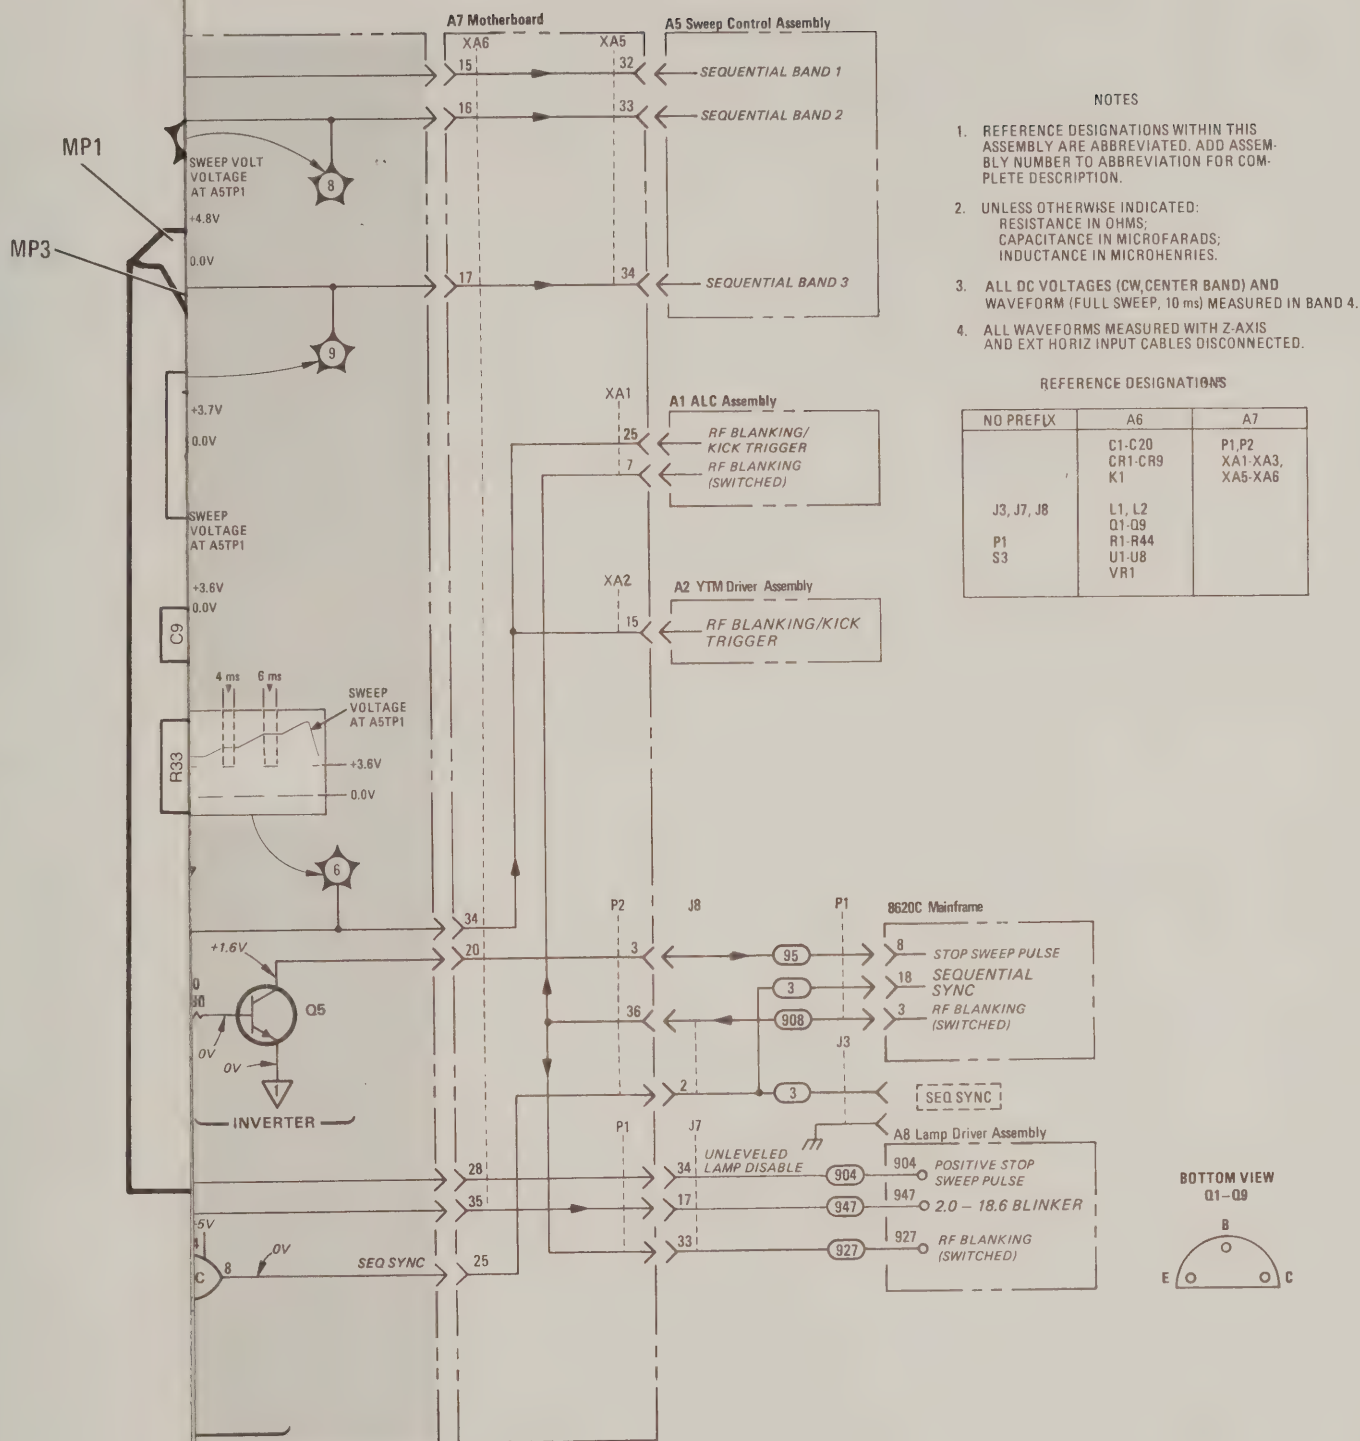 A7 Motherboard
A5 Sweep Control Assembly
XA6
XA5
15
32
SEQUENTIAL BAND 1
16
33
SEQUENTIAL BAND 2
MP1
SWEEP VOLT
VOLTAGE
AT A5TP1
8
+4.8V
MP3
0.0V
17
34
SEQUENTIAL BAND 3
9
+3.7V
0.0V
SWEEP
VOLTAGE
AT A5TP1
+3.6V
0.0V
C9
XA1
A1 ALC Assembly
25
RF BLANKING/
KICK TRIGGER
7
RF BLANKING
(SWITCHED)
XA2
A2 YTM Driver Assembly
15
RF BLANKING/KICK
TRIGGER
4 ms
6 ms
SWEEP
VOLTAGE
AT A5TP1
R33
+3.6V
0.0V
6
34
20
+1.6V
Q5
0V
0V
1
INVERTER
P2
J8
P1
8620C Mainframe
3
95
8
STOP SWEEP PULSE
3
18
SEQUENTIAL
SYNC
36
908
3
RF BLANKING
(SWITCHED)
J3
2
3
SEQ SYNC
P1
J7
A8 Lamp Driver Assembly
28
34
UNLEVELED
LAMP DISABLE
904
904
POSITIVE STOP
SWEEP PULSE
35
17
947
947
2.0 – 18.6 BLINKER
33
927
927
RF BLANKING
(SWITCHED)
+5V
4
C
8
0V
SEQ SYNC
25
NOTES
1. REFERENCE DESIGNATIONS WITHIN THIS
ASSEMBLY ARE ABBREVIATED. ADD ASSEM-
BLY NUMBER TO ABBREVIATION FOR COM-
PLETE DESCRIPTION.
2. UNLESS OTHERWISE INDICATED:
RESISTANCE IN OHMS;
CAPACITANCE IN MICROFARADS;
INDUCTANCE IN MICROHENRIES.
3. ALL DC VOLTAGES (CW,CENTER BAND) AND
WAVEFORM (FULL SWEEP, 10 ms) MEASURED IN BAND 4.
4. ALL WAVEFORMS MEASURED WITH Z-AXIS
AND EXT HORIZ INPUT CABLES DISCONNECTED.
REFERENCE DESIGNATIONS
NO PREFIX A6 A7
C1-C20 P1,P2
CR1-CR9 XA1-XA3,
K1 XA5-XA6
J3, J7, J8 L1, L2
Q1-Q9
P1 R1-R44
S3 U1-U8
VR1
BOTTOM VIEW
Q1–Q9
B
E C